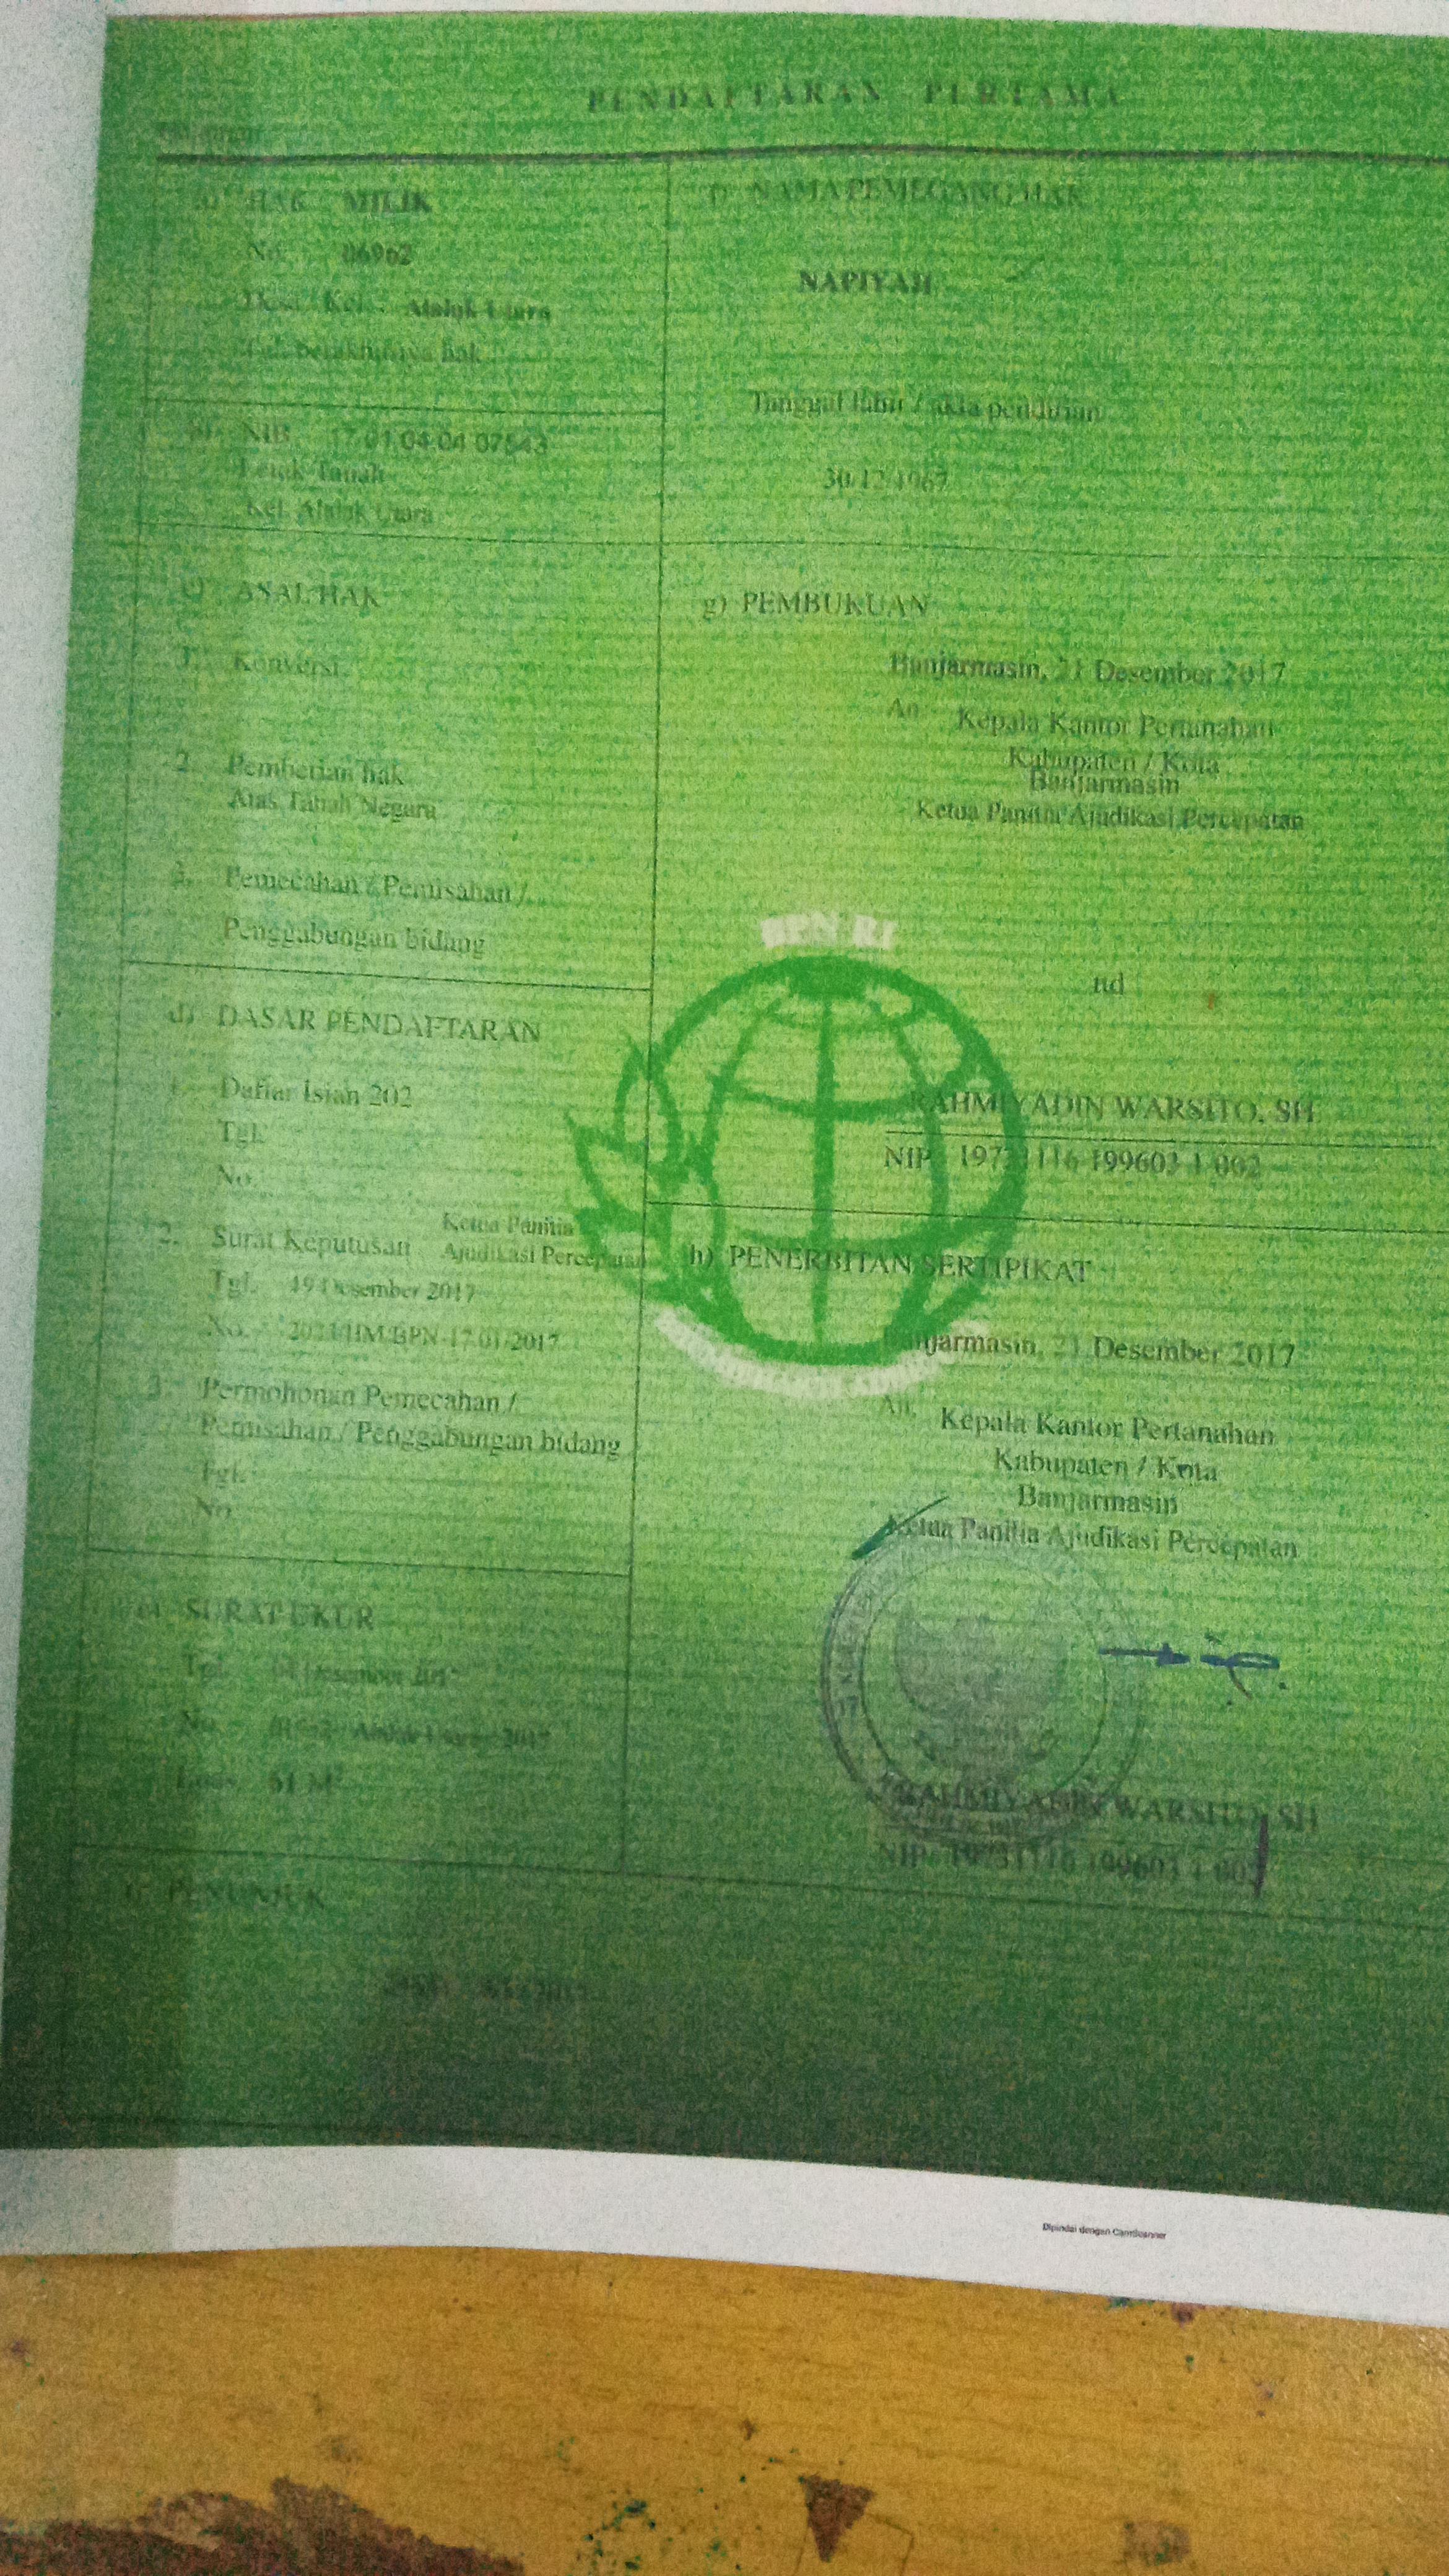 PENDAFTARAN PERTAMA
a) HAK MILIK
No. 06962
Desa / Kel. Alalak Utara
Tgl. berakhirnya hak
b) NIB. 17.01.04.04.07543
Letak Tanah
Kel. Alalak Utara
c) ASAL HAK
1. Konversi
2. Pemberian hak
Atas Tanah Negara
3. Pemecahan / Pemisahan /
Penggabungan bidang
d) DASAR PENDAFTARAN
1. Daftar Isian 202
Tgl.
No.
2. Surat Keputusan Ketua Panitia
Ajudikasi Percepatan
Tgl. 19 Desember 2017
No. HM/BPN-17.01/2017
3. Permohonan Pemecahan /
Pemisahan / Penggabungan bidang
Tgl.
No.
SURAT UKUR
Tgl. Desember 2017
No. Alalak Utara / 2017
Luas 61 M²
f) NAMA PEMEGANG HAK
NAPIYAH
Tanggal lahir / akta pendirian
30/12/1967
g) PEMBUKUAN
Banjarmasin, 21 Desember 2017
An. Kepala Kantor Pertanahan
Kabupaten / Kota
Banjarmasin
Ketua Panitia Ajudikasi Percepatan
BPN RI
ttd
RAHMIYADIN WARSITO, SH
NIP. 19731116 199603 1 002
h) PENERBITAN SERTIPIKAT
Banjarmasin, 21 Desember 2017
An. Kepala Kantor Pertanahan
Kabupaten / Kota
Banjarmasin
Ketua Panitia Ajudikasi Percepatan
RAHMIYADIN WARSITO, SH
NIP. 19731116 199603 1 002
i) PENUNJUK
Dipindai dengan CamScanner